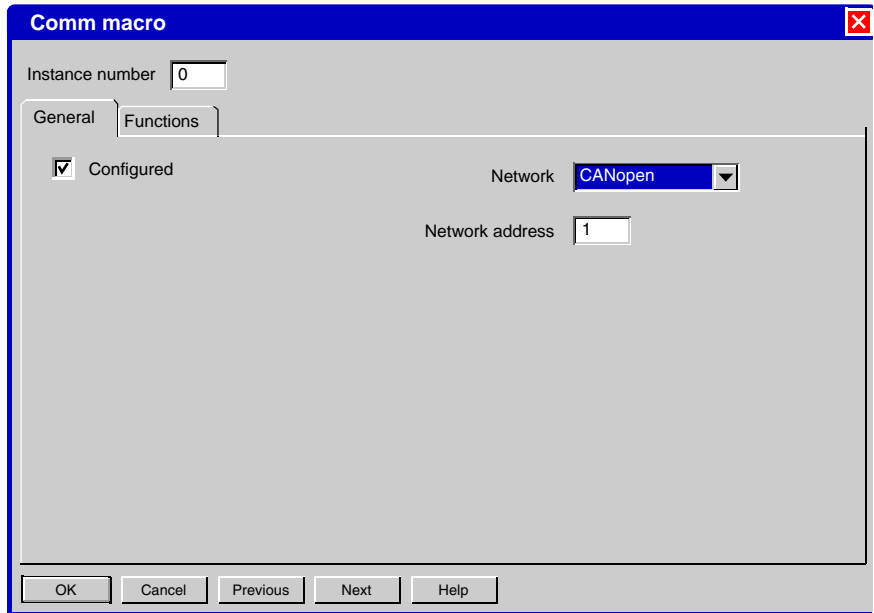 Comm macro
Instance number 0
General Functions
Configured
Network CANopen
Network address 1
OK Cancel Previous Next Help